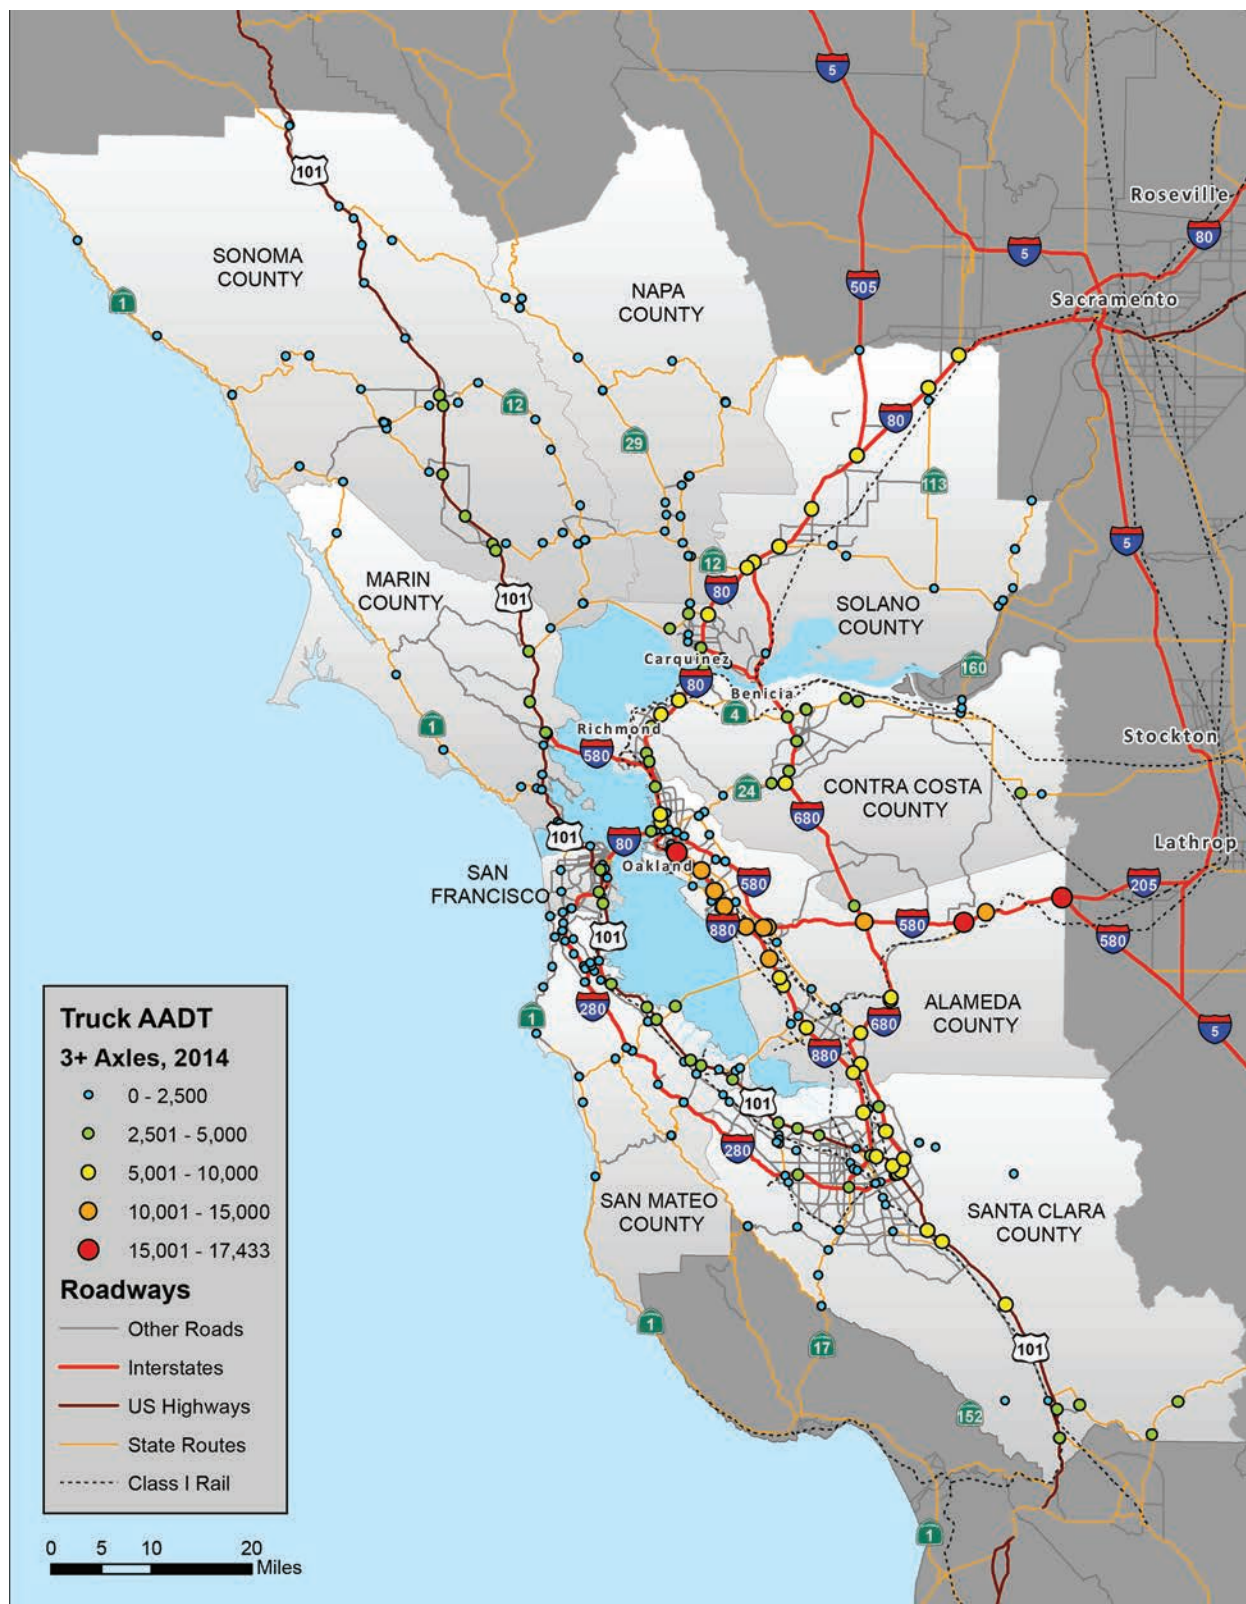 5
Roseville
101
80
SONOMA
COUNTY
5
505
NAPA
COUNTY
Sacramento
1
12
80
29
113
5
12
MARIN
COUNTY
80
101
SOLANO
COUNTY
Carquinez
160
80
Benicia
4
1
Richmond
Stockton
580
24
CONTRA COSTA
COUNTY
680
101
80
Lathrop
Oakland
SAN
FRANCISCO
580
205
880
580
101
580
ALAMEDA
COUNTY
280
1
680
5
880
101
280
SAN MATEO
COUNTY
SANTA CLARA
COUNTY
1
17
101
152
1
Truck AADT
3+ Axles, 2014
0 - 2,500
2,501 - 5,000
5,001 - 10,000
10,001 - 15,000
15,001 - 17,433
Roadways
Other Roads
Interstates
US Highways
State Routes
Class I Rail
0 5 10 20
Miles